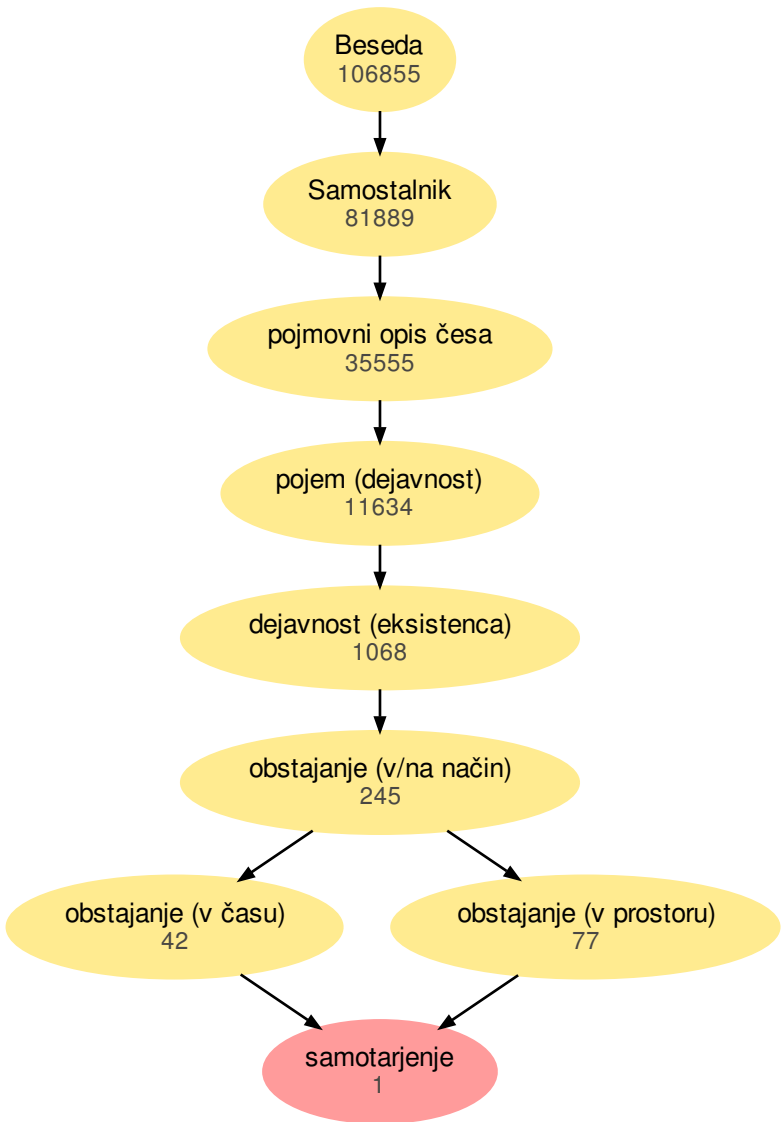 Beseda
106855
Samostalnik
81889
pojmovni opis česa
35555
pojem (dejavnost)
11634
dejavnost (eksistenca)
1068
obstajanje (v/na način)
245
obstajanje (v času)
42
obstajanje (v prostoru)
77
samotarjenje
1